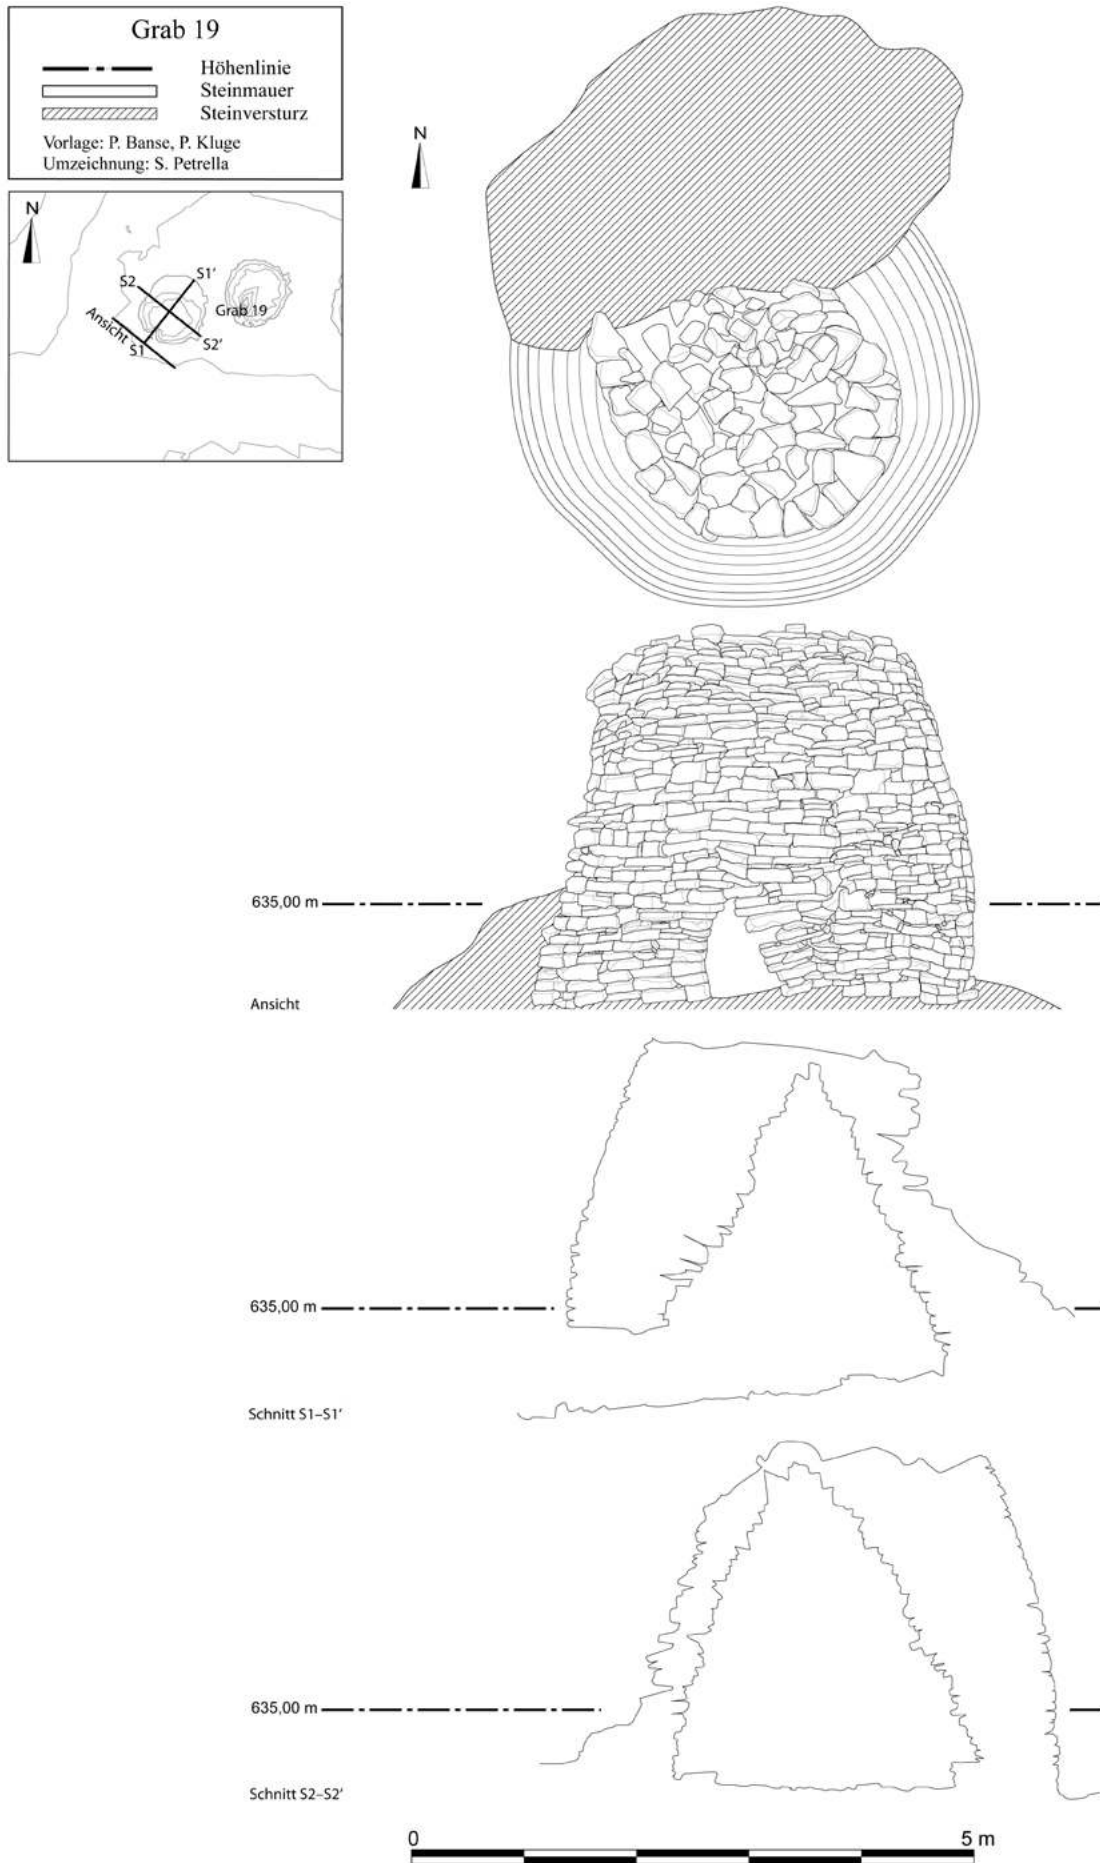 Grab 19
Höhenlinie
Steinmauer
Steinversturz
Vorlage: P. Banse, P. Kluge
Umzeichnung: S. Petrella
N
N
S2
S1'
Grab 19
Ansicht
S1
S2'
635,00 m
Ansicht
635,00 m
Schnitt S1–S1'
635,00 m
Schnitt S2–S2'
0 5 m